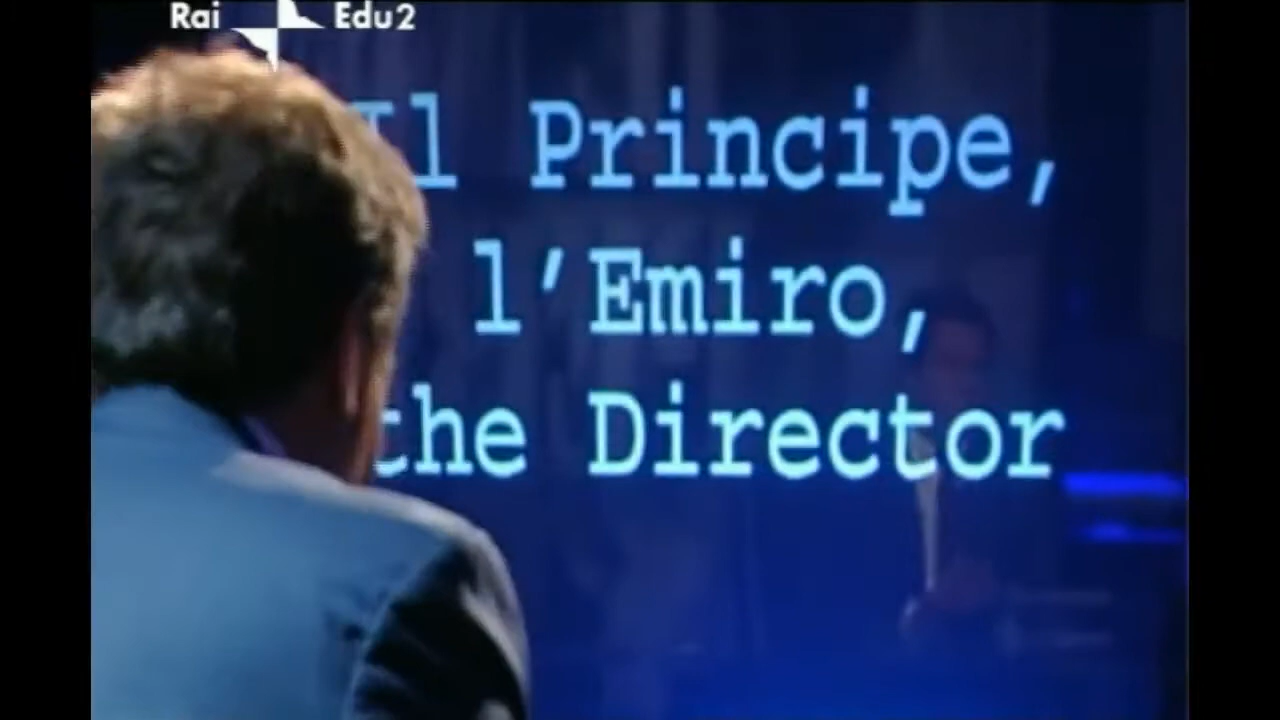 Rai Edu2
Il Principe,
l’Emiro,
the Director